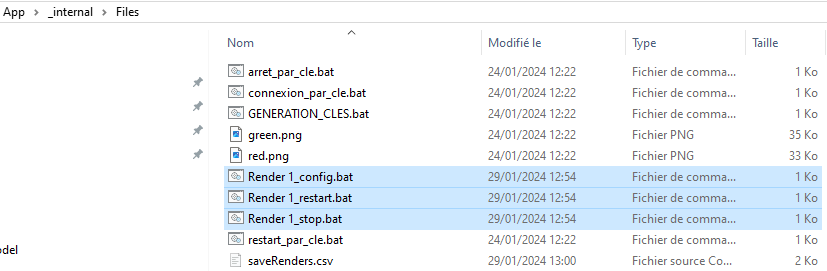 App > _internal > Files
Nom Modifié le Type Taille
arret_par_cle.bat 24/01/2024 12:22 Fichier de comma... 1 Ko
connexion_par_cle.bat 24/01/2024 12:22 Fichier de comma... 1 Ko
GENERATION_CLES.bat 24/01/2024 12:22 Fichier de comma... 1 Ko
green.png 24/01/2024 12:22 Fichier PNG 35 Ko
red.png 24/01/2024 12:22 Fichier PNG 33 Ko
Render 1_config.bat 29/01/2024 12:54 Fichier de comma... 1 Ko
Render 1_restart.bat 29/01/2024 12:54 Fichier de comma... 1 Ko
Render 1_stop.bat 29/01/2024 12:54 Fichier de comma... 1 Ko
restart_par_cle.bat 24/01/2024 12:22 Fichier de comma... 1 Ko
odel
saveRenders.csv 29/01/2024 13:00 Fichier source Co... 2 Ko